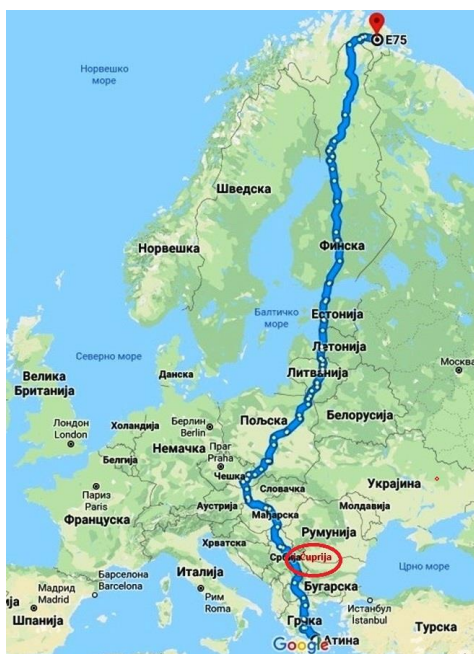 E75
Норвешко
море
Шведска
Норвешка
Финска
Балтичко
море
Естонија
Летонија
Литванија
Москва
Северно море
Данска
Велика
Британија
Белорусија
Лондон
London
Холандија
Берлин
Berlin
Пољска
Немачка
Праг
Praha
Белгија
Чешка
Украјина
Словачка
Париз
Paris
Аустрија
Мађарска
Молдавија
Француска
Румунија
Хрватска
Србија
Cuprija
Црно море
Италија
Барселона
Barcelona
Бугарска
Мадрид
Madrid
Рим
Roma
Истанбул
İstanbul
ија
Шпанија
Грчка
Турска
Google
Атина